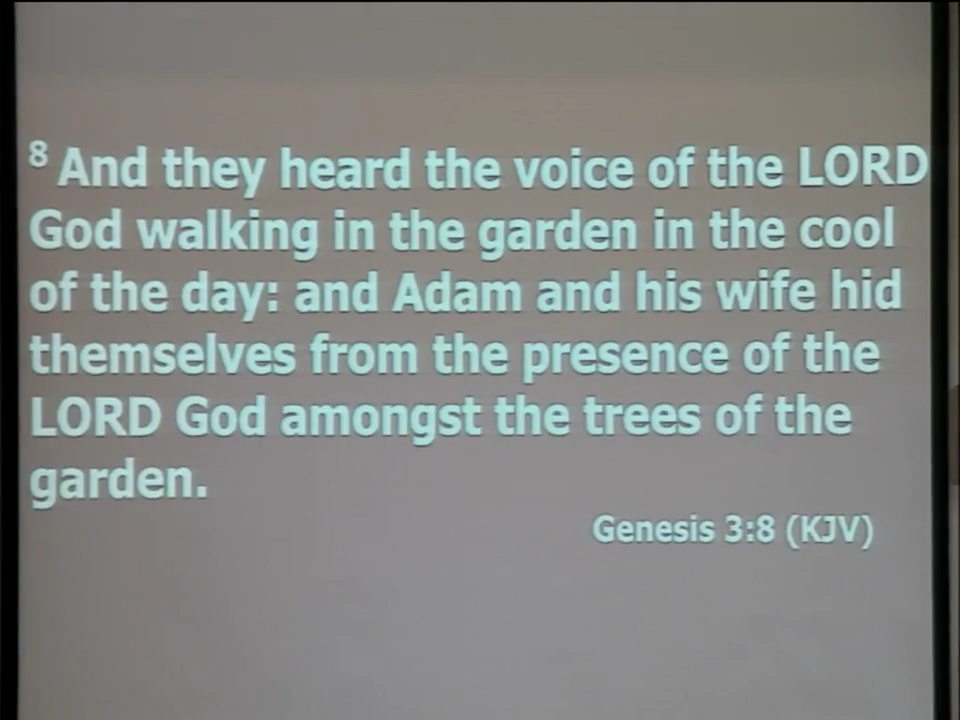 8 And they heard the voice of the LORD
God walking in the garden in the cool
of the day: and Adam and his wife hid
themselves from the presence of the
LORD God amongst the trees of the
garden.
Genesis 3:8 (KJV)